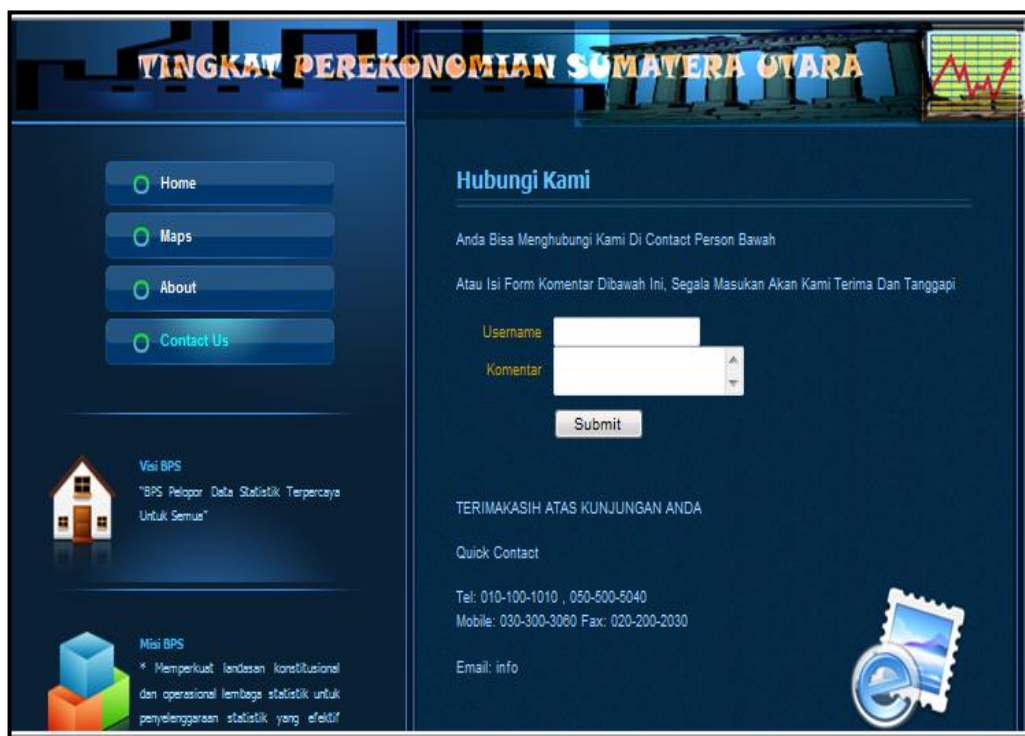 TINGKAT PEREKONOMIAN SUMATERA UTARA
Home
Maps
About
Contact Us
Visi BPS
"BPS Pelopor Data Statistik Terpercaya
Untuk Semua"
Misi BPS
* Memperkuat landasan konstitusional
dan operasional lembaga statistik untuk
penyelenggaraan statistik yang efektif
Hubungi Kami
Anda Bisa Menghubungi Kami Di Contact Person Bawah
Atau Isi Form Komentar Dibawah Ini, Segala Masukan Akan Kami Terima Dan Tanggapi
Username
Komentar
Submit
TERIMAKASIH ATAS KUNJUNGAN ANDA
Quick Contact
Tel: 010-100-1010 , 050-500-5040
Mobile: 030-300-3060 Fax: 020-200-2030
Email: info